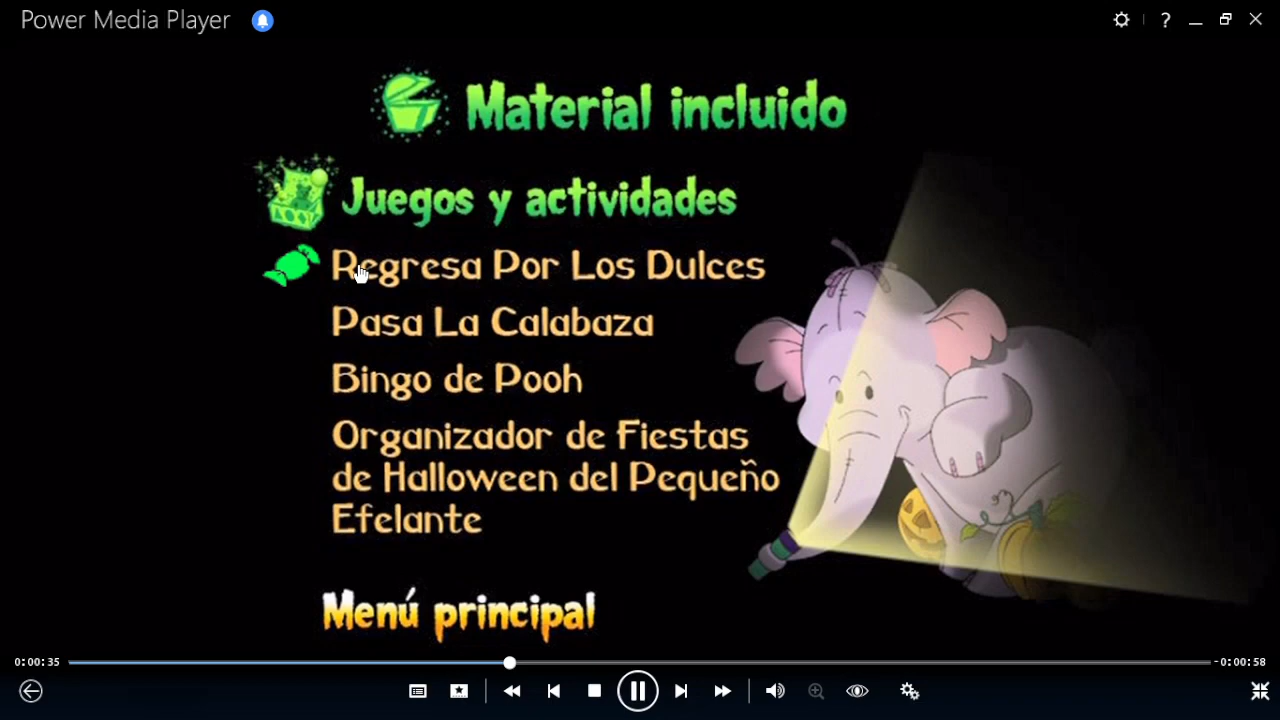 Power Media Player
Material incluido
Juegos y actividades
Regresa Por Los Dulces
Pasa La Calabaza
Bingo de Pooh
Organizador de Fiestas
de Halloween del Pequeño
Efelante
Menú principal
0:00:35
-0:00:58